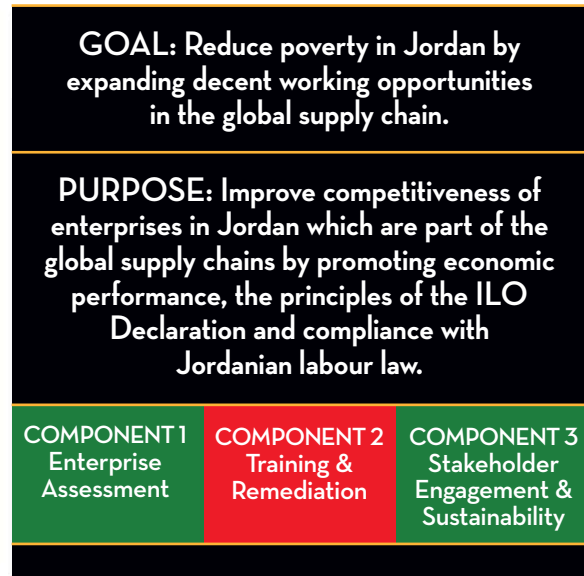 GOAL: Reduce poverty in Jordan by
expanding decent working opportunities
in the global supply chain.
PURPOSE: Improve competitiveness of
enterprises in Jordan which are part of the
global supply chains by promoting economic
performance, the principles of the ILO
Declaration and compliance with
Jordanian labour law.
COMPONENT 1
Enterprise
Assessment
COMPONENT 2
Training &
Remediation
COMPONENT 3
Stakeholder
Engagement &
Sustainability